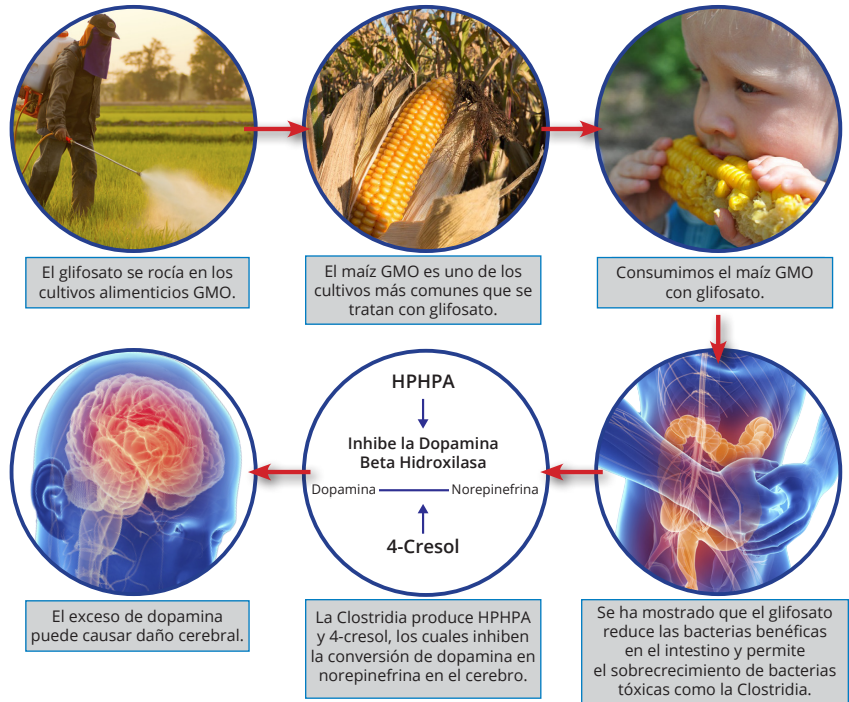 El glifosato se rocía en los
cultivos alimenticios GMO.
El maíz GMO es uno de los
cultivos más comunes que se
tratan con glifosato.
Consumimos el maíz GMO
con glifosato.
Se ha mostrado que el glifosato
reduce las bacterias benéficas
en el intestino y permite
el sobrecrecimiento de bacterias
tóxicas como la Clostridia.
HPHPA
Inhibe la Dopamina
Beta Hidroxilasa
Dopamina Norepinefrina
4-Cresol
La Clostridia produce HPHPA
y 4-cresol, los cuales inhiben
la conversión de dopamina en
norepinefrina en el cerebro.
El exceso de dopamina
puede causar daño cerebral.